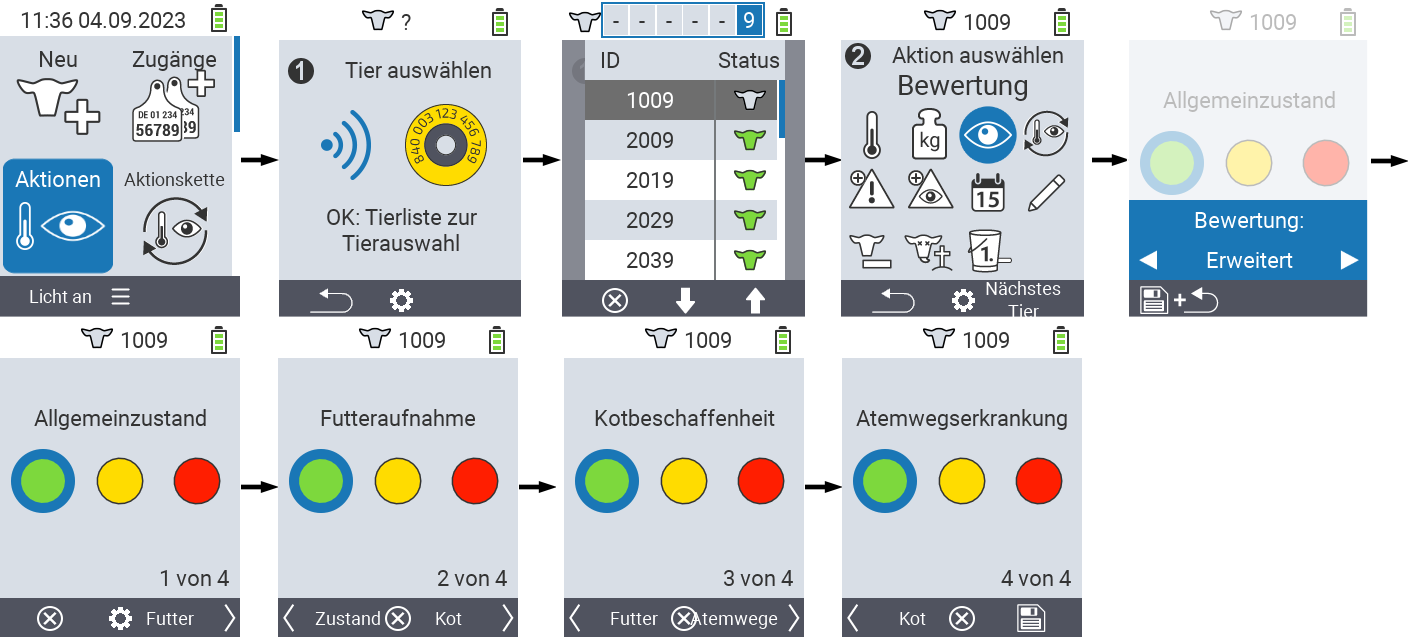 11:36 04.09.2023
Neu
Zugänge
DE 01 234
56789
234
39
Aktionen
Aktionskette
Licht an
?
1
Tier auswählen
840 003 123 456 789
OK: Tierliste zur
Tierauswahl
- - - - - 9
ID Status
1009
2009
2019
2029
2039
1009
2 Aktion auswählen
Bewertung
kg
15
1.
Nächstes
Tier
1009
Allgemeinzustand
Bewertung:
Erweitert
+
1009
Allgemeinzustand
1 von 4
Futter
1009
Futteraufnahme
2 von 4
Zustand Kot
1009
Kotbeschaffenheit
3 von 4
Futter Atemwege
1009
Atemwegserkrankung
4 von 4
Kot